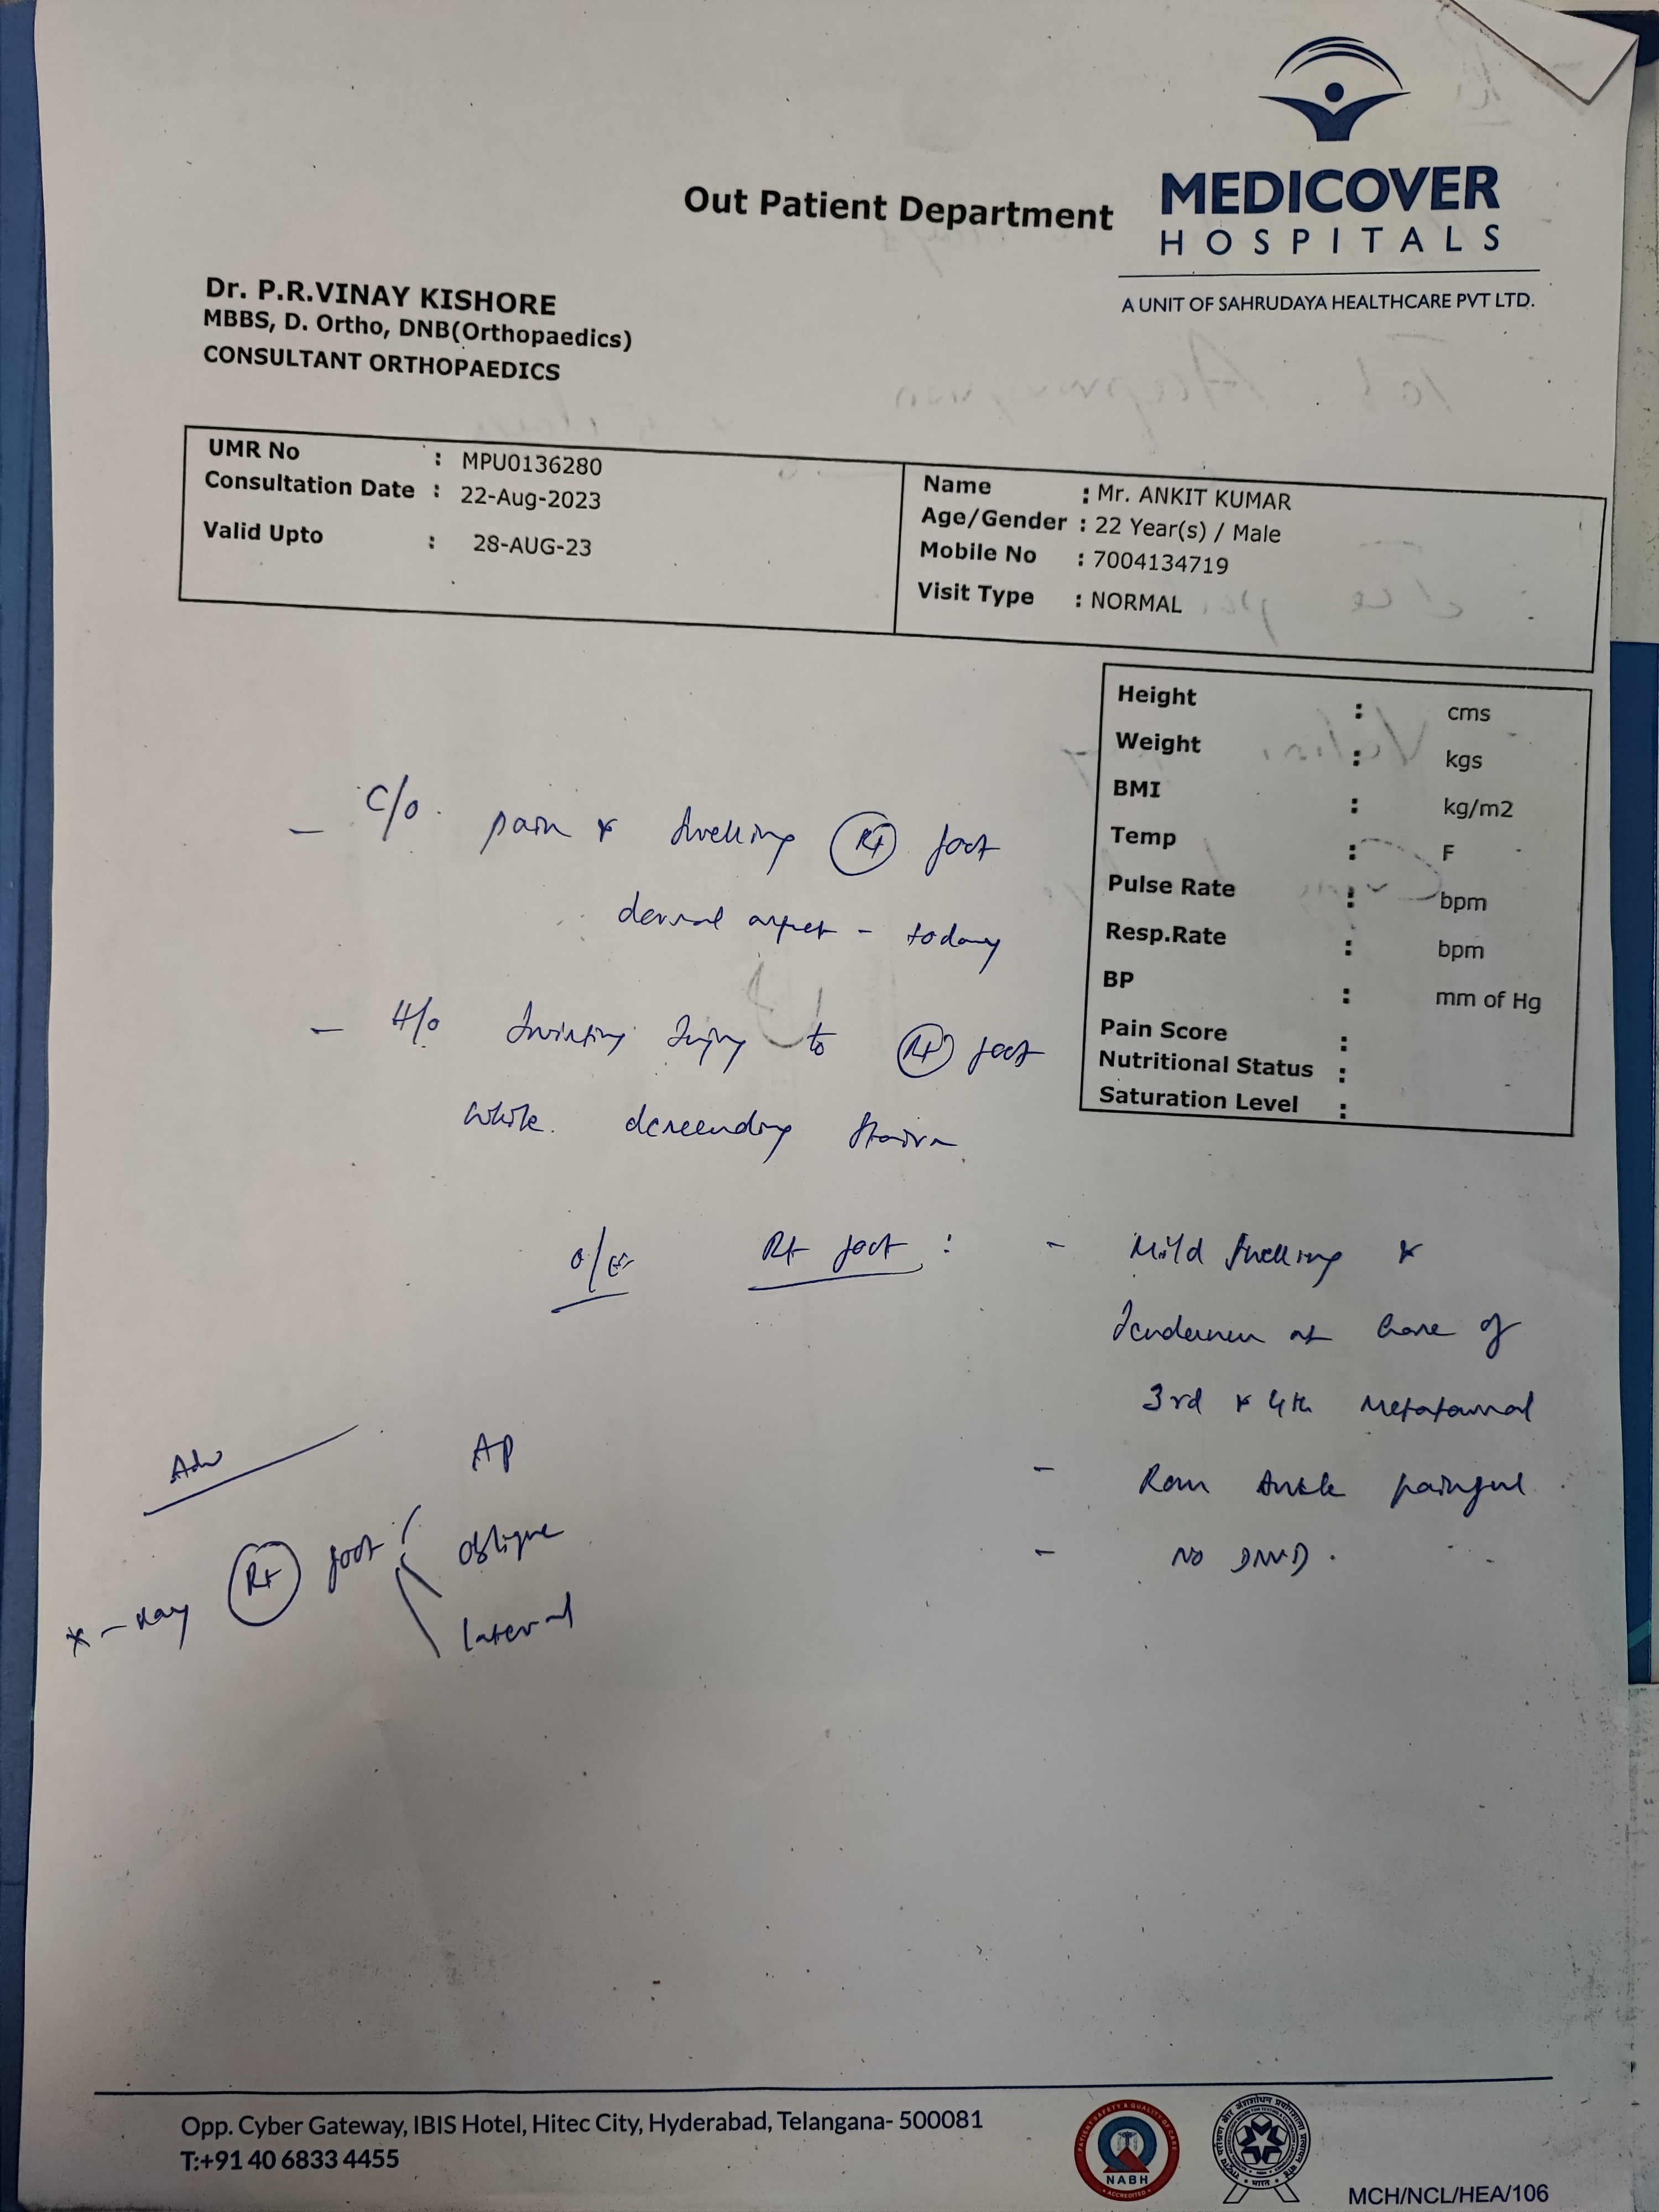 Out Patient Department
MEDICOVER
HOSPITALS
A UNIT OF SAHRUDAYA HEALTHCARE PVT LTD.
Dr. P.R.VINAY KISHORE
MBBS, D. Ortho, DNB(Orthopaedics)
CONSULTANT ORTHOPAEDICS
UMR No : MPU0136280
Consultation Date : 22-Aug-2023
Valid Upto : 28-AUG-23
Name : Mr. ANKIT KUMAR
Age/Gender : 22 Year(s) / Male
Mobile No : 7004134719
Visit Type : NORMAL
Height : cms
Weight : kgs
BMI : kg/m2
Temp : F
Pulse Rate : bpm
Resp.Rate : bpm
BP : mm of Hg
Pain Score :
Nutritional Status :
Saturation Level :
- C/o. pain & swelling Rt foot
dorsal aspect - today
- H/o twisting injury to Rt foot
while descending stairs
o/e Rt foot : - Mild swelling &
tenderness at base of
3rd & 4th metatarsal
- Rom ankle painful
- No DNVD.
Adv
X-ray Rt foot AP
oblique
lateral
Opp. Cyber Gateway, IBIS Hotel, Hitec City, Hyderabad, Telangana- 500081
T:+91 40 6833 4455
NABH
ACCREDITED
MCH/NCL/HEA/106